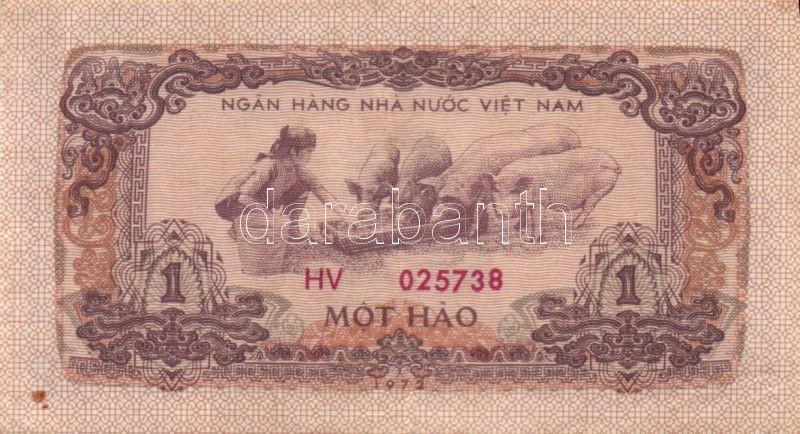 NGÂN HÀNG NHÀ NƯỚC VIỆT NAM
darabanth
HV 025738
1 1
MỘT HÀO
1972